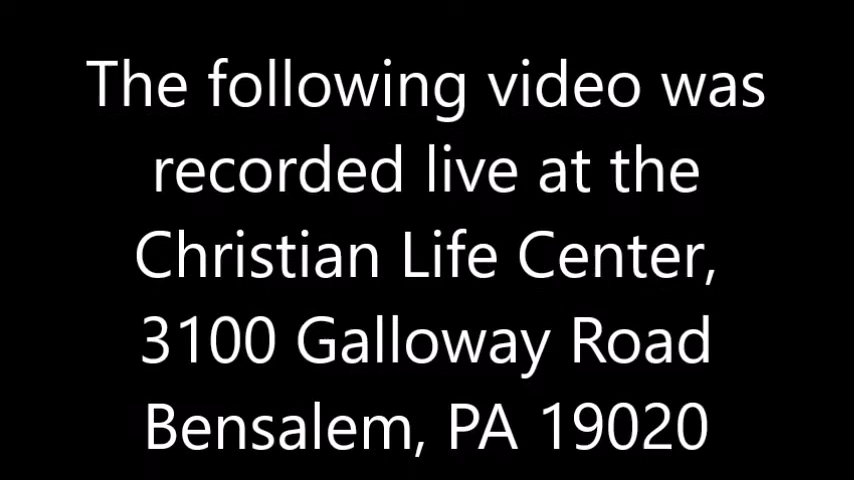 The following video was
recorded live at the
Christian Life Center,
3100 Galloway Road
Bensalem, PA 19020